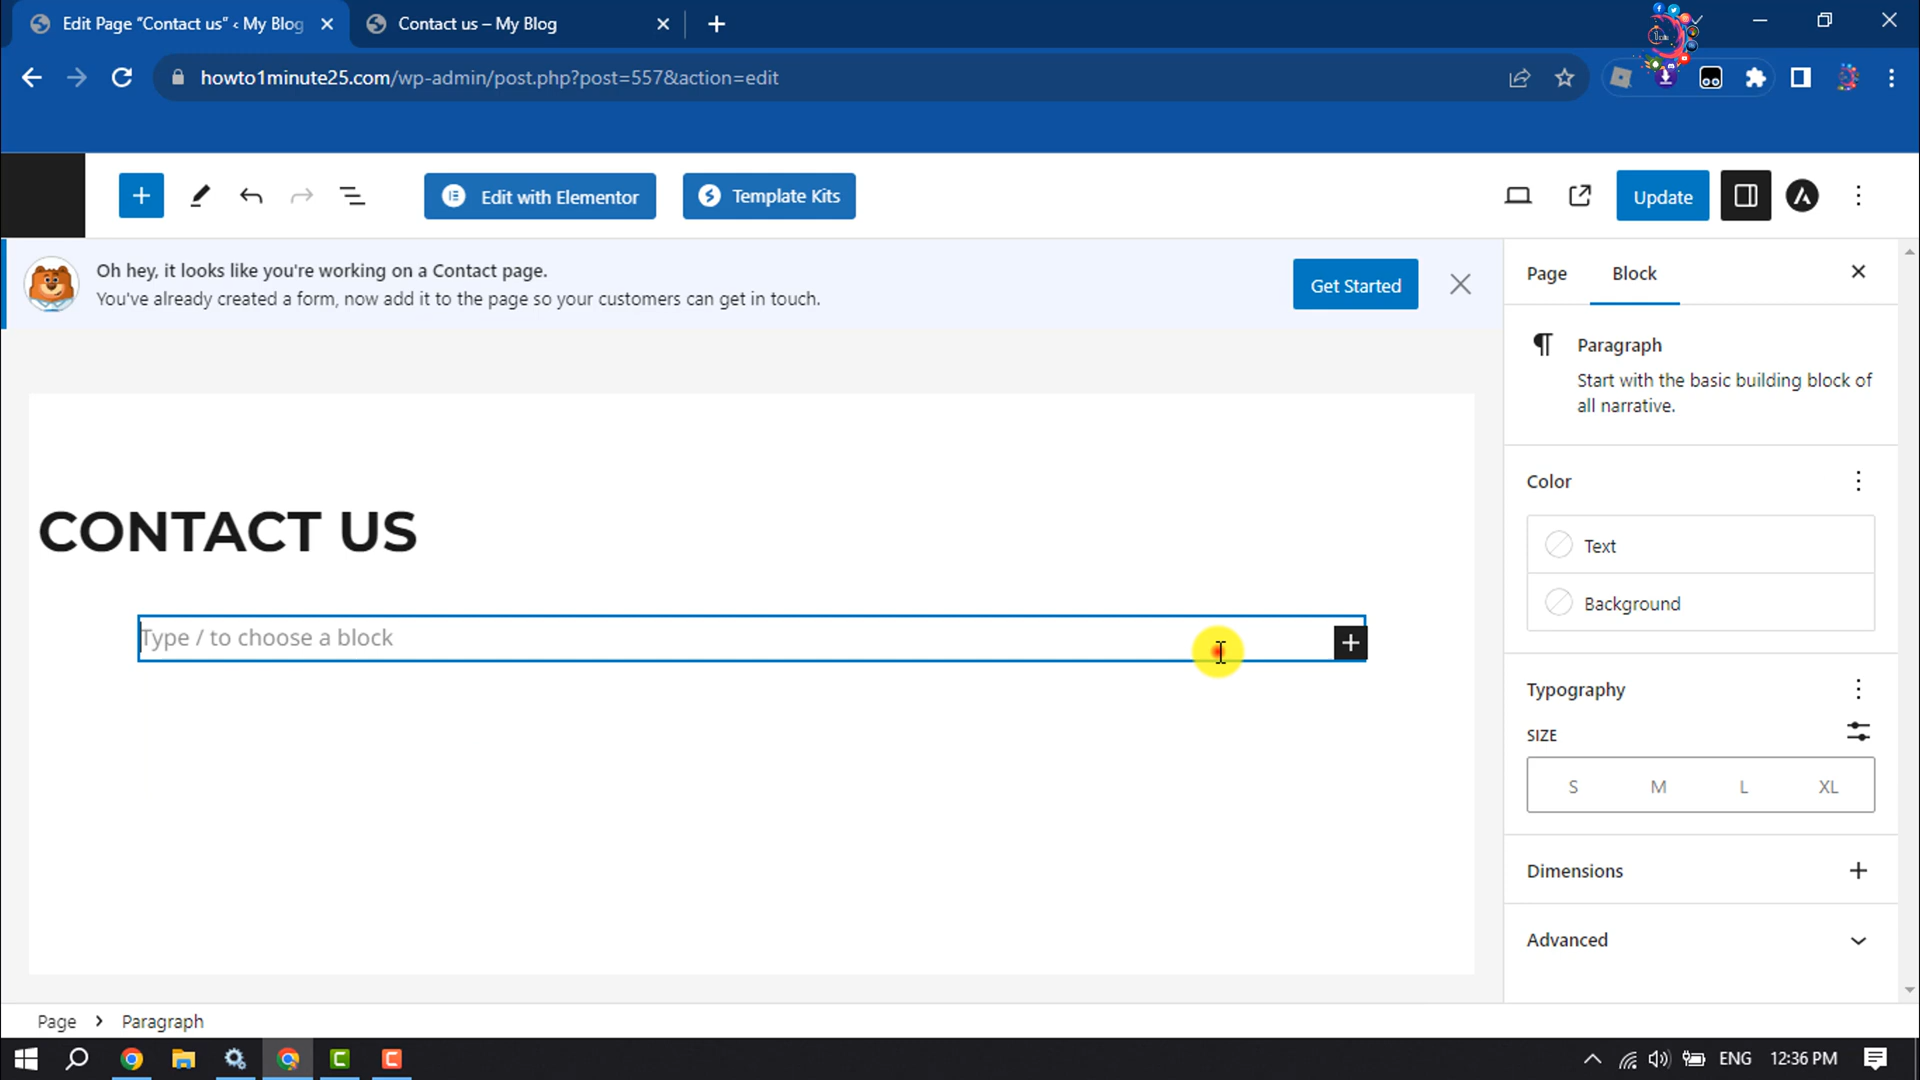 Edit Page “Contact us” ‹ My Blog
Contact us – My Blog
howto1minute25.com/wp-admin/post.php?post=557&action=edit
Edit with Elementor
Template Kits
Update
Oh hey, it looks like you're working on a Contact page.
You've already created a form, now add it to the page so your customers can get in touch.
Get Started
Page
Block
Paragraph
Start with the basic building block of
all narrative.
Color
Text
Background
CONTACT US
Type / to choose a block
Typography
SIZE
S M L XL
Dimensions
Advanced
Page > Paragraph
ENG
12:36 PM